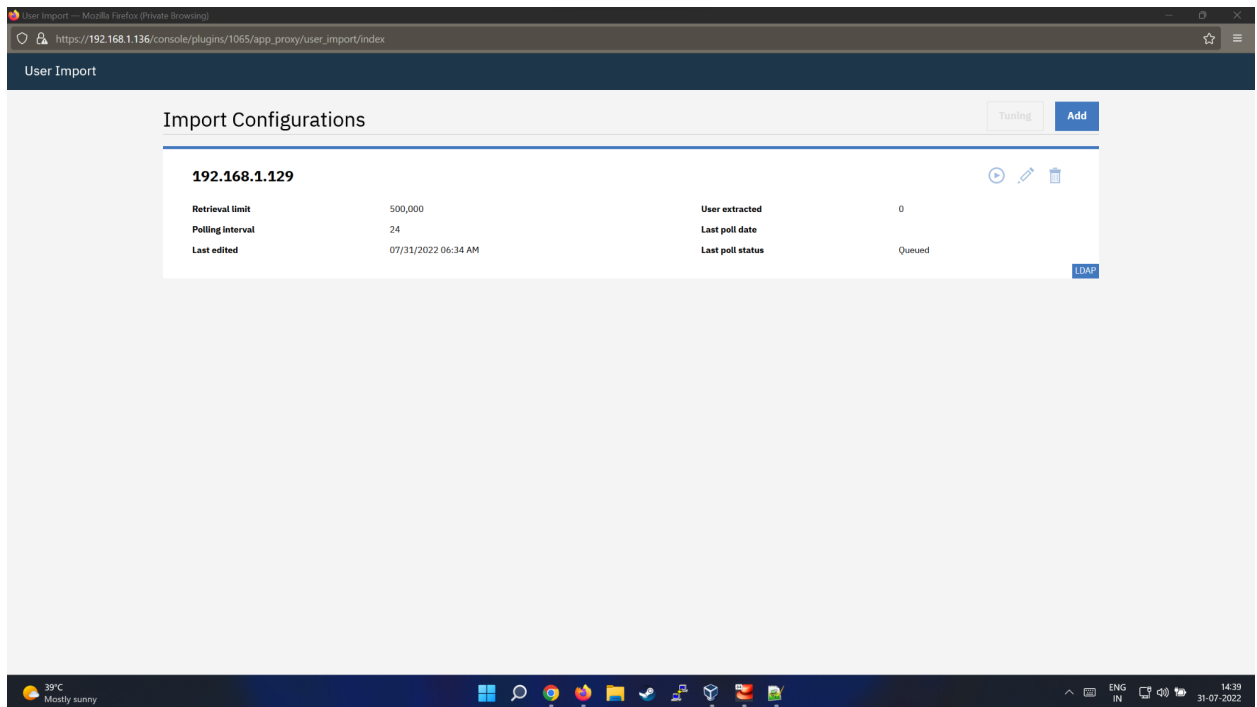 User Import — Mozilla Firefox (Private Browsing)
https://192.168.1.136/console/plugins/1065/app_proxy/user_import/index
User Import
Import Configurations
Tuning
Add
192.168.1.129
Retrieval limit 500,000 User extracted 0
Polling interval 24 Last poll date
Last edited 07/31/2022 06:34 AM Last poll status Queued
LDAP
39°C
Mostly sunny
ENG
IN
14:39
31-07-2022